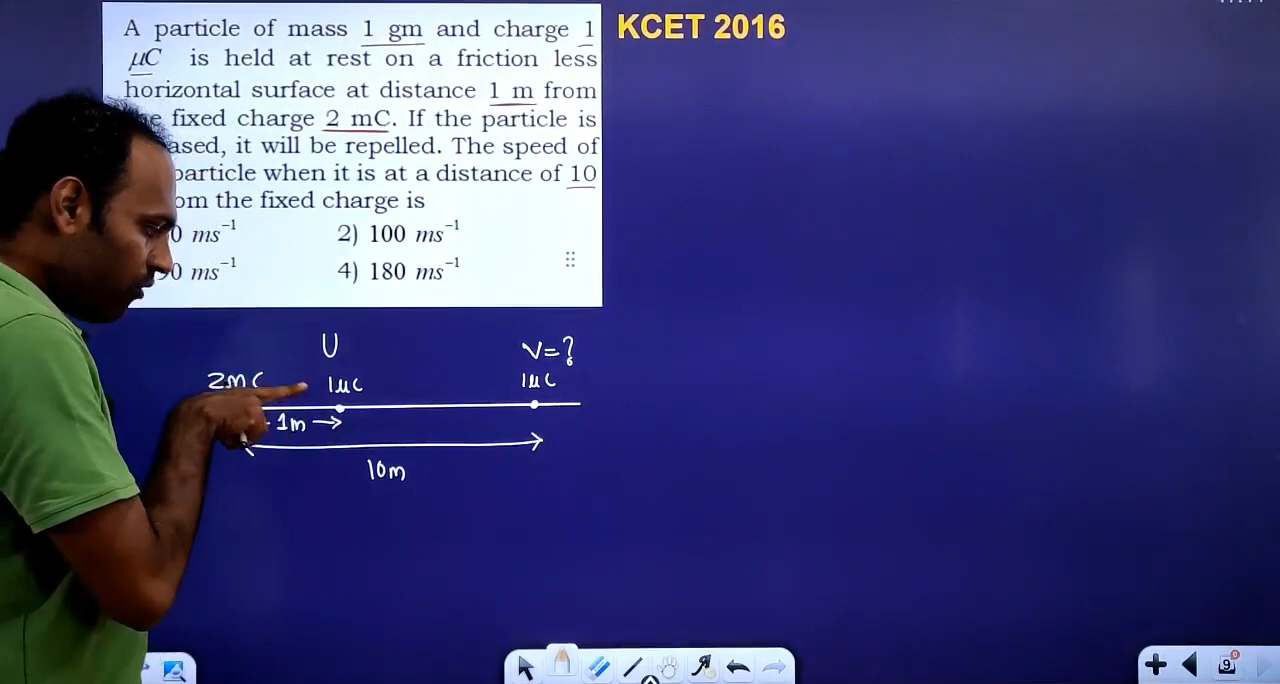 A particle of mass 1 gm and charge 1
μC is held at rest on a friction less
horizontal surface at distance 1 m from
fixed charge 2 mC. If the particle is
it will be repelled. The speed of
particle when it is at a distance of 10
the fixed charge is
ms⁻¹ 2) 100 ms⁻¹
ms⁻¹ 4) 180 ms⁻¹
KCET 2016
U V=?
2mC 1μC 1μC
1m
10m
9